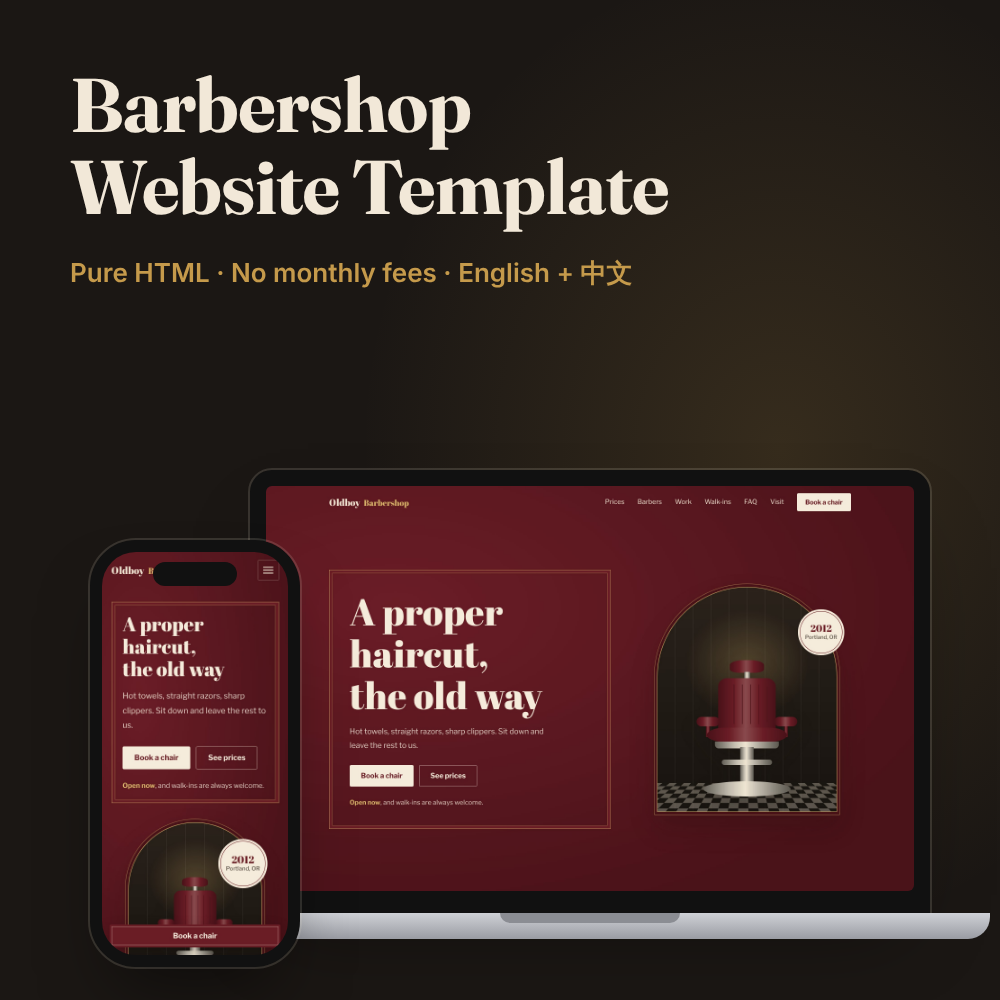 Barbershop
Website Template
Pure HTML · No monthly fees · English + 中文
Oldboy Barbershop
Prices Barbers Work Walk-ins FAQ Visit Book a chair
A proper
haircut,
the old way
Hot towels, straight razors, sharp clippers. Sit down and
leave the rest to us.
Book a chair See prices
Open now, and walk-ins are always welcome.
2012
Portland, OR
Oldboy B
A proper
haircut,
the old way
Hot towels, straight razors, sharp
clippers. Sit down and leave the rest to
us.
Book a chair See prices
Open now, and walk-ins are always welcome.
2012
Portland, OR
Book a chair